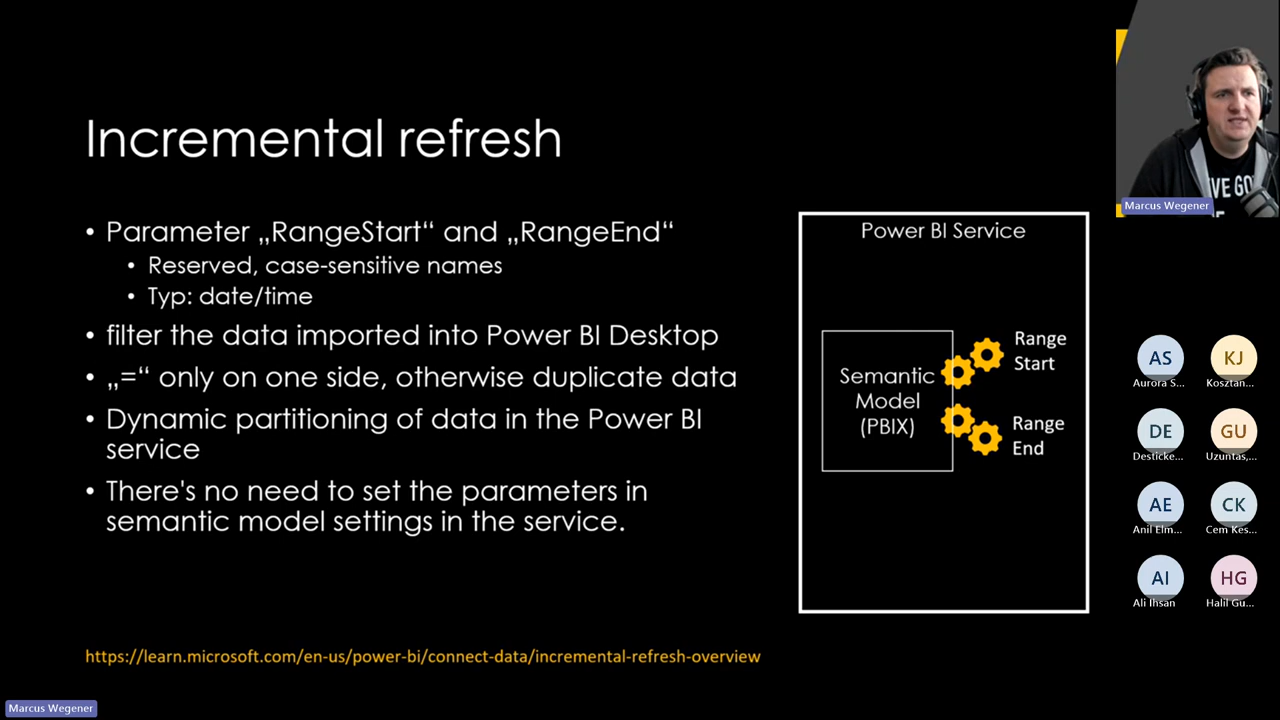 Incremental refresh
• Parameter „RangeStart“ and „RangeEnd“
• Reserved, case-sensitive names
• Typ: date/time
• filter the data imported into Power BI Desktop
• „=“ only on one side, otherwise duplicate data
• Dynamic partitioning of data in the Power BI
service
• There's no need to set the parameters in
semantic model settings in the service.
https://learn.microsoft.com/en-us/power-bi/connect-data/incremental-refresh-overview
Power BI Service
Semantic
Model
(PBIX)
Range
Start
Range
End
Marcus Wegener
AS
Aurora S...
KJ
Kosztan...
DE
Desticke...
GU
Uzuntas,...
AE
Anil Elm...
CK
Cem Kes...
AI
Ali Ihsan
HG
Halil Gu...
Marcus Wegener